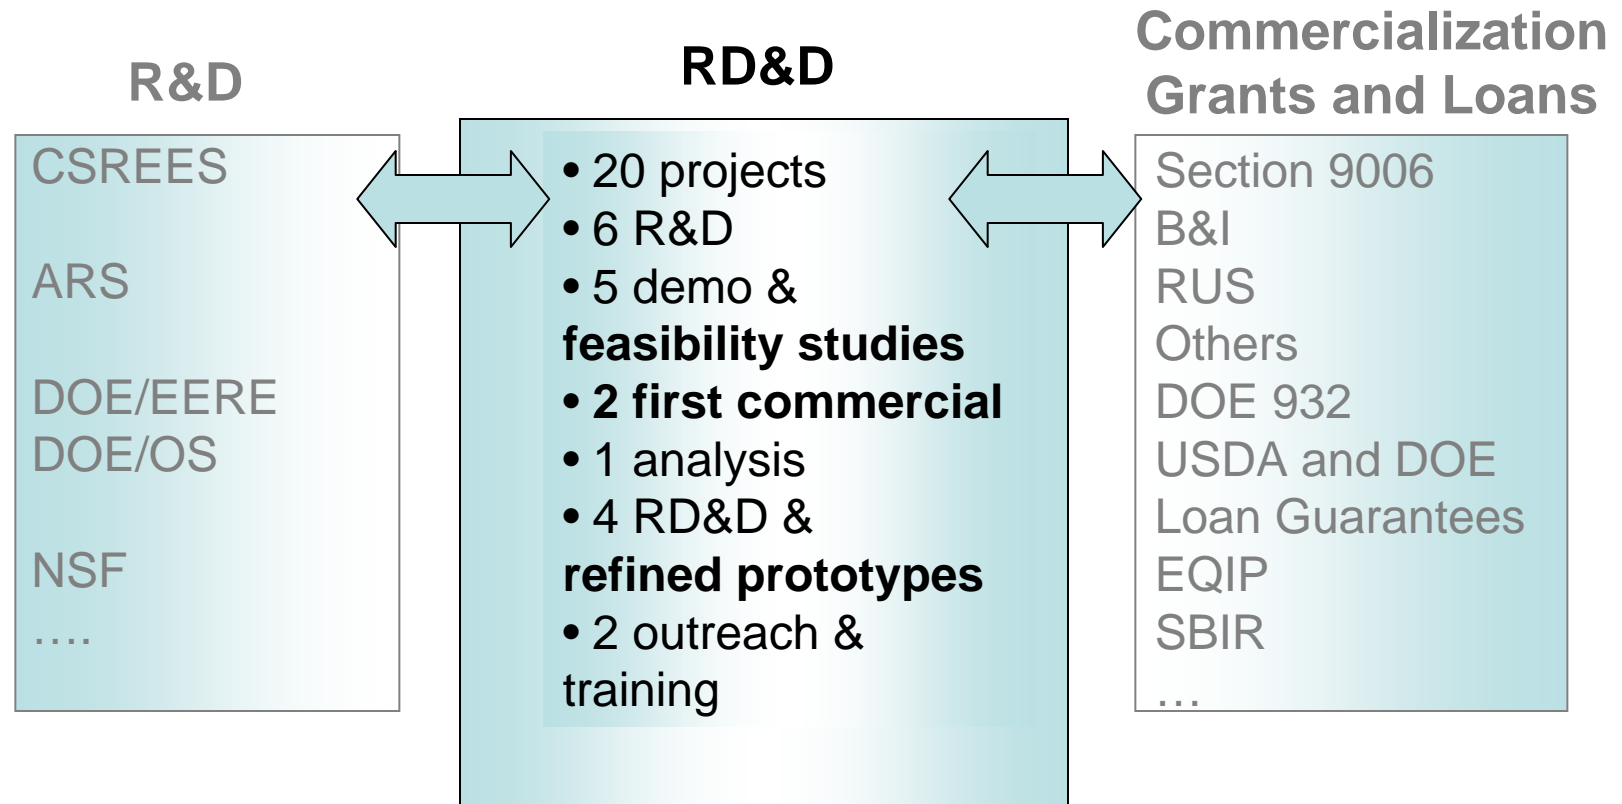 R&D
CSREES
ARS
DOE/EERE
DOE/OS
NSF
….
RD&D
• 20 projects
• 6 R&D
• 5 demo &
feasibility studies
• 2 first commercial
• 1 analysis
• 4 RD&D &
refined prototypes
• 2 outreach &
training
Commercialization
Grants and Loans
Section 9006
B&I
RUS
Others
DOE 932
USDA and DOE
Loan Guarantees
EQIP
SBIR
…